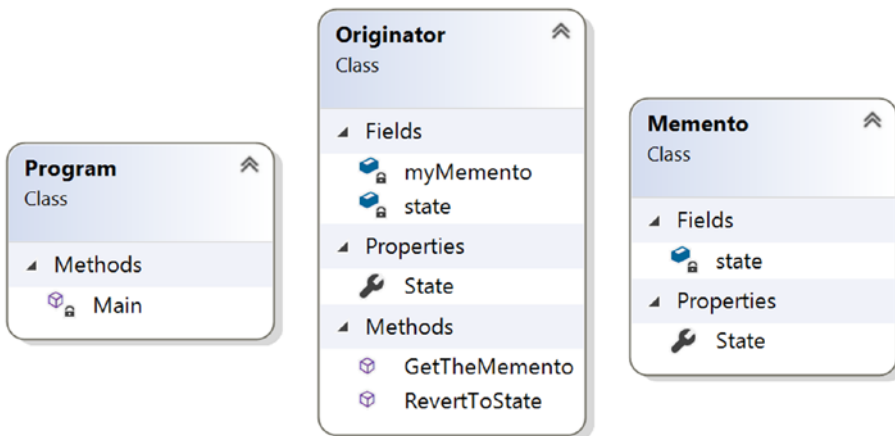 Program
Class
Methods
Main
Originator
Class
Fields
myMemento
state
Properties
State
Methods
GetTheMemento
RevertToState
Memento
Class
Fields
state
Properties
State